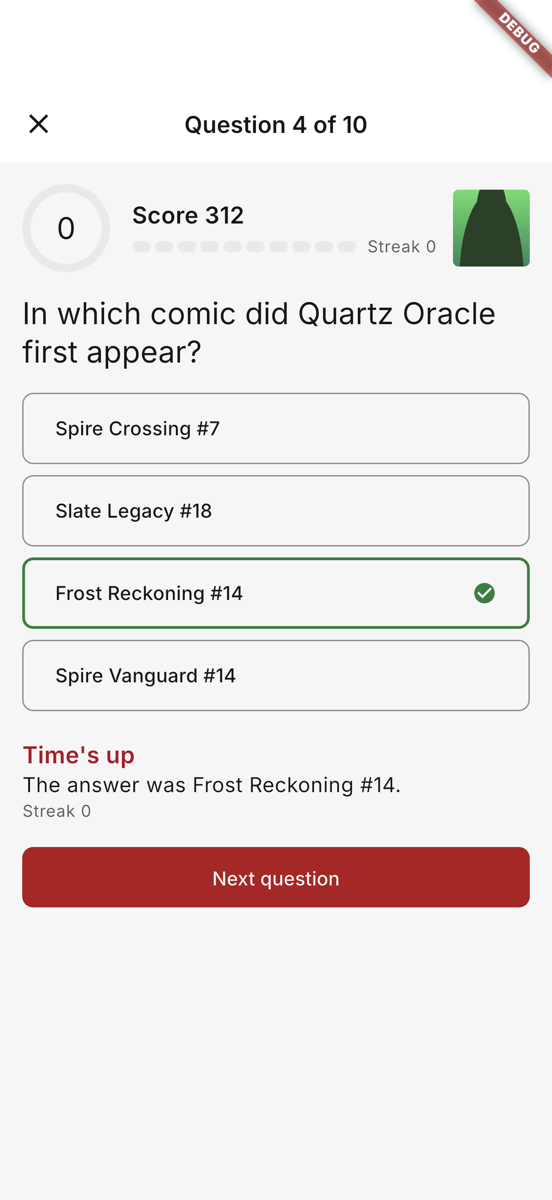 DEBUG
Question 4 of 10
0
Score 312
Streak 0
In which comic did Quartz Oracle
first appear?
Spire Crossing #7
Slate Legacy #18
Frost Reckoning #14
Spire Vanguard #14
Time's up
The answer was Frost Reckoning #14.
Streak 0
Next question